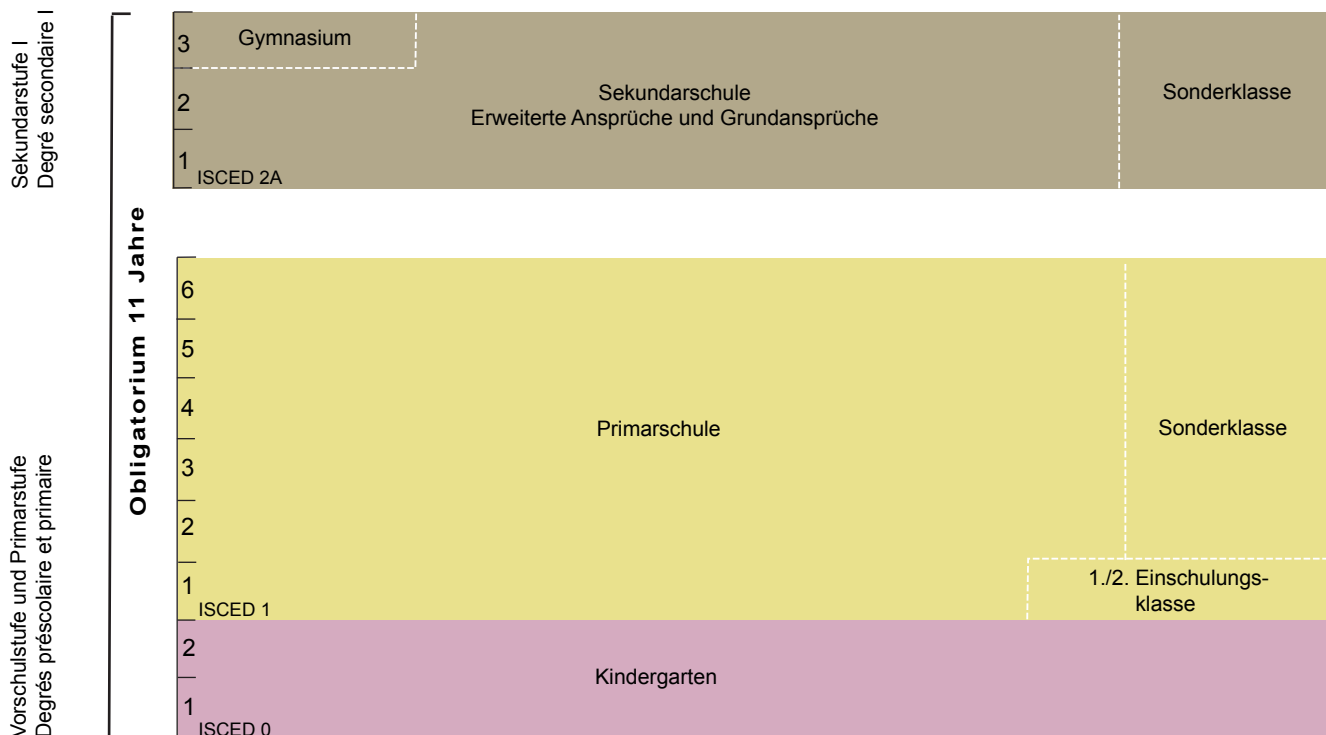 Sekundarstufe I
Degré secondaire I
Obligatorium 11 Jahre
3
Gymnasium
2
Sekundarschule
Erweiterte Ansprüche und Grundansprüche
Sonderklasse
1
ISCED 2A
Vorschulstufe und Primarstufe
Degrés préscolaire et primaire
6
5
4
Primarschule
Sonderklasse
3
2
1
1./2. Einschulungs-
klasse
ISCED 1
2
Kindergarten
1
ISCED 0